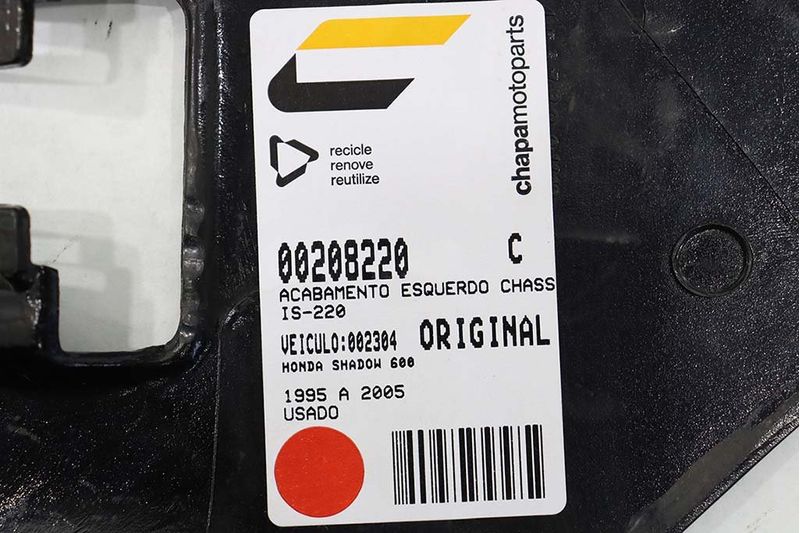 chapamotoparts
recicle
renove
reutilize
00208220 C
ACABAMENTO ESQUERDO CHASS
IS-220
VEICULO:002304 ORIGINAL
HONDA SHADOW 600
1995 A 2005
USADO